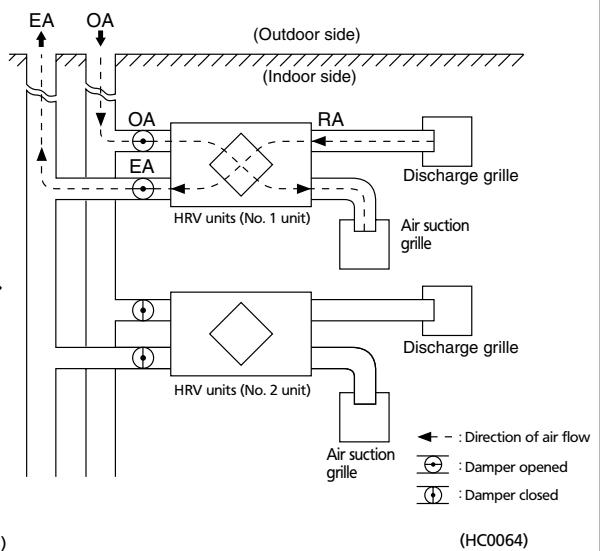 EA OA
(Outdoor side)
(Indoor side)
OA
RA
EA
Discharge grille
HRV units (No. 1 unit)
Air suction
grille
Discharge grille
HRV units (No. 2 unit)
Air suction
grille
: Direction of air flow
: Damper opened
: Damper closed
)
(HC0064)